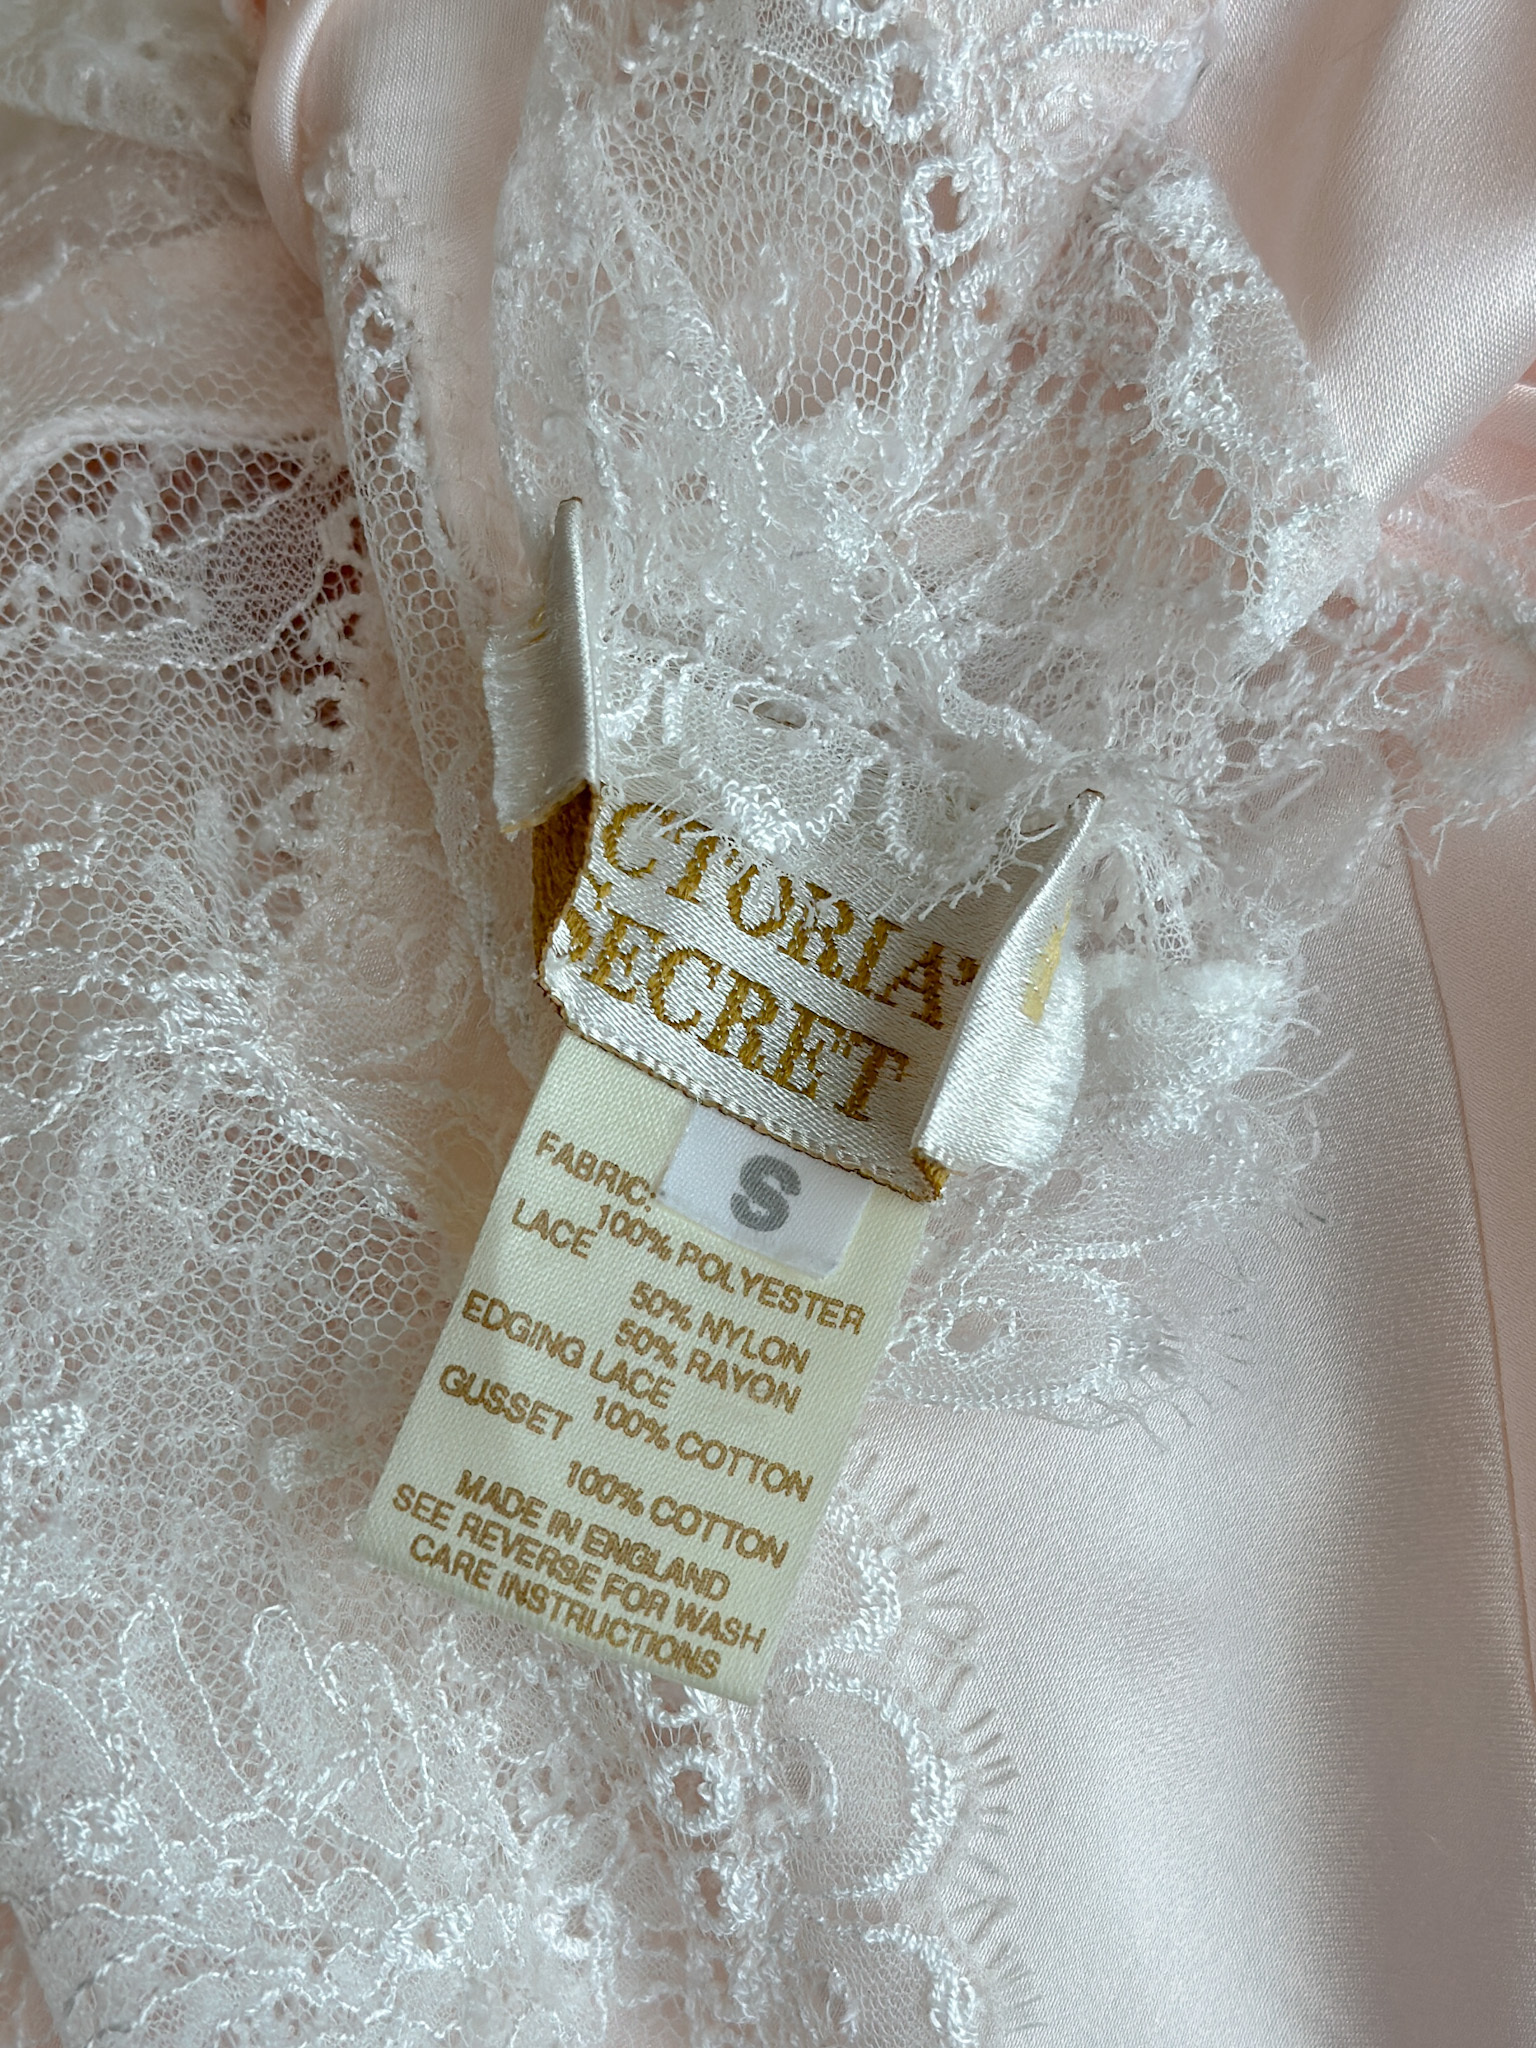 CTORIA'
SECRET
S
FABRIC:
100% POLYESTER
LACE
50% NYLON
50% RAYON
EDGING LACE
100% COTTON
GUSSET
100% COTTON
MADE IN ENGLAND
SEE REVERSE FOR WASH
CARE INSTRUCTIONS